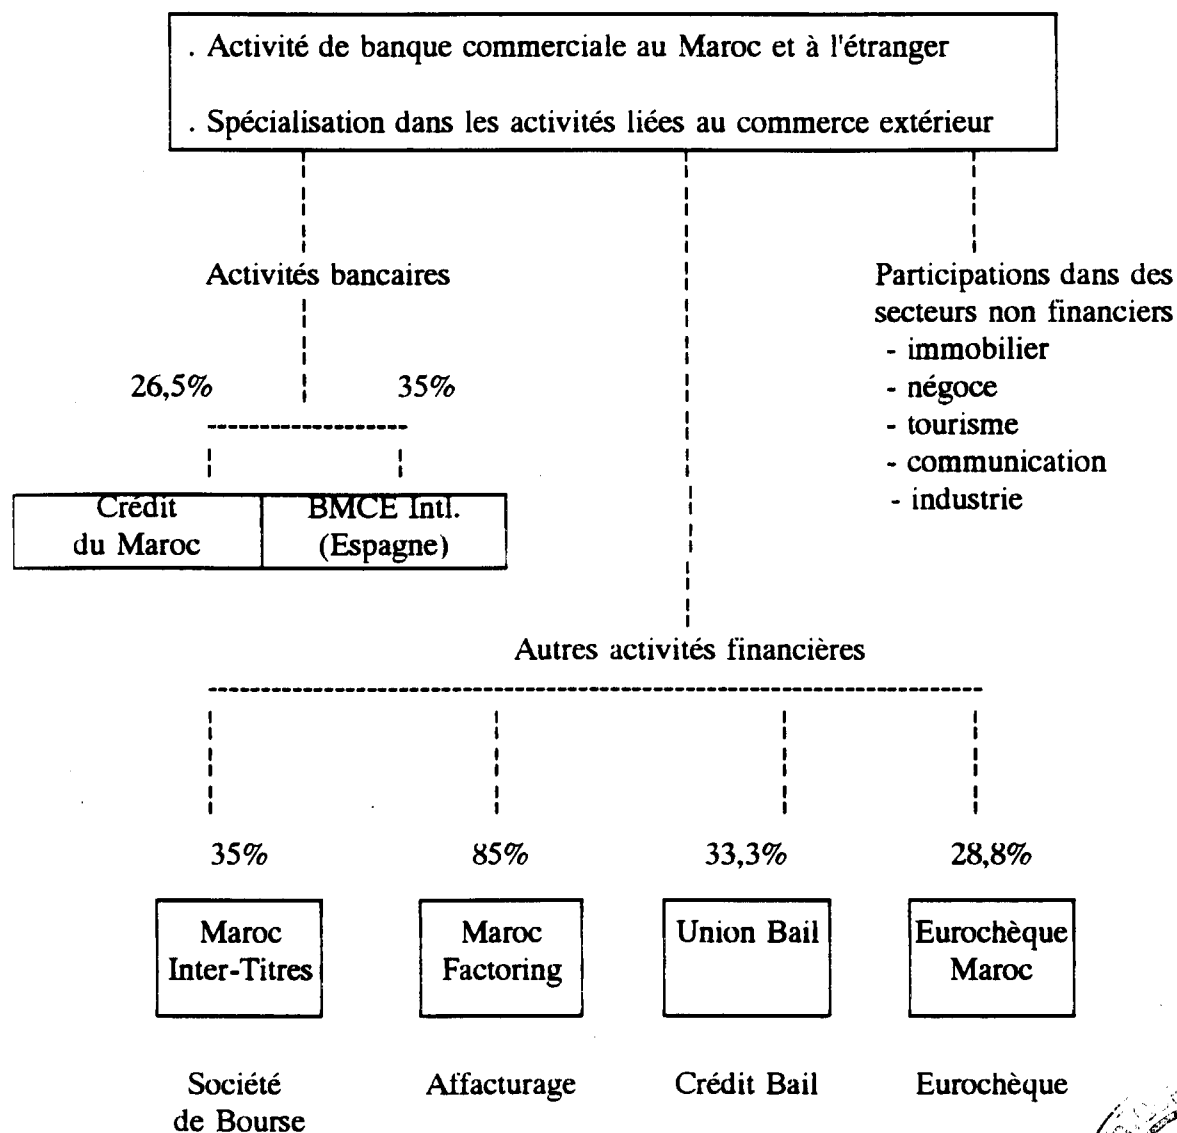 . Activité de banque commerciale au Maroc et à l'étranger
. Spécialisation dans les activités liées au commerce extérieur
Activités bancaires
26,5%
35%
Crédit
du Maroc
BMCE Intl.
(Espagne)
Participations dans des
secteurs non financiers
- immobilier
- négoce
- tourisme
- communication
- industrie
Autres activités financières
35%
85%
33,3%
28,8%
Maroc
Inter-Titres
Maroc
Factoring
Union Bail
Eurochèque
Maroc
Société
de Bourse
Affacturage
Crédit Bail
Eurochèque